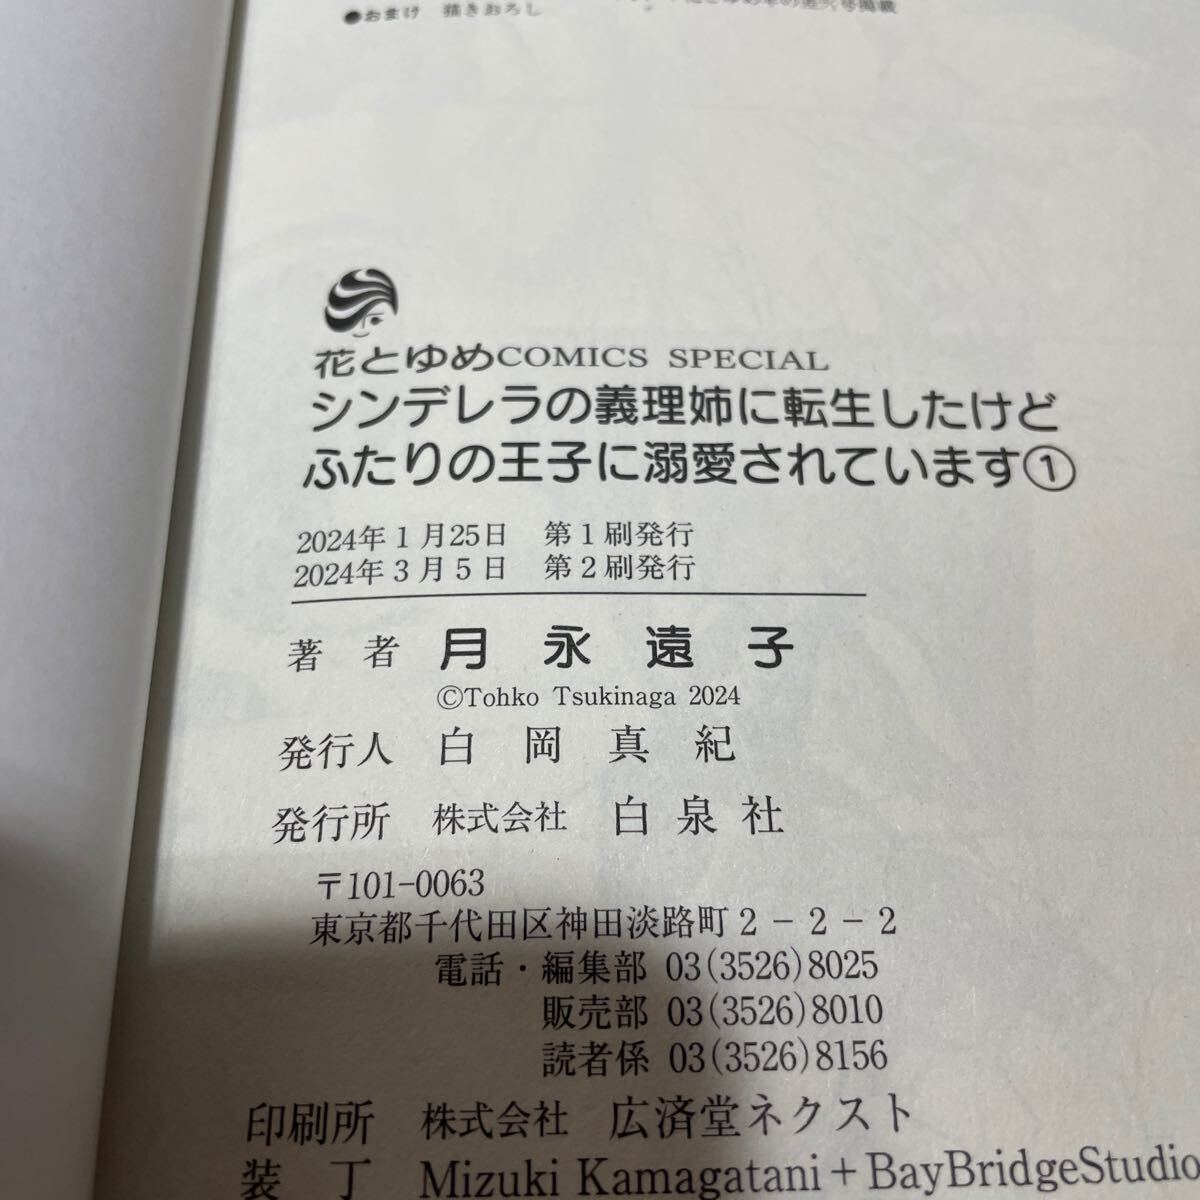 ●おまけ 描きおろし
花とゆめCOMICS SPECIAL
シンデレラの義理姉に転生したけど
ふたりの王子に溺愛されています①
2024年1月25日 第1刷発行
2024年3月5日 第2刷発行
著者 月永遠子
©Tohko Tsukinaga 2024
発行人 白岡真紀
発行所 株式会社 白泉社
〒101-0063
東京都千代田区神田淡路町2-2-2
電話・編集部 03(3526)8025
販売部 03(3526)8010
読者係 03(3526)8156
印刷所 株式会社 広済堂ネクスト
装丁 Mizuki Kamagatani + BayBridgeStudio